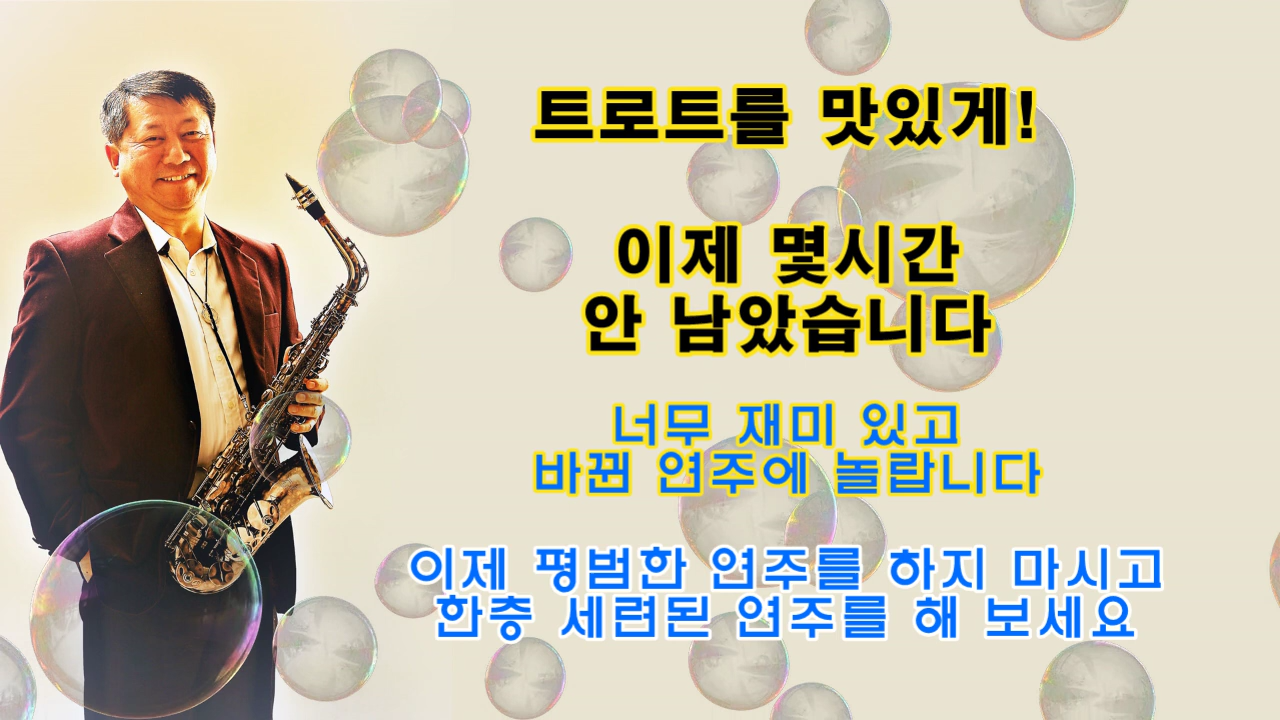 트로트를 맛있게!
이제 몇시간
안 남았습니다
너무 재미 있고
바뀐 연주에 놀랍니다
이제 평범한 연주를 하지 마시고
한층 세련된 연주를 해 보세요